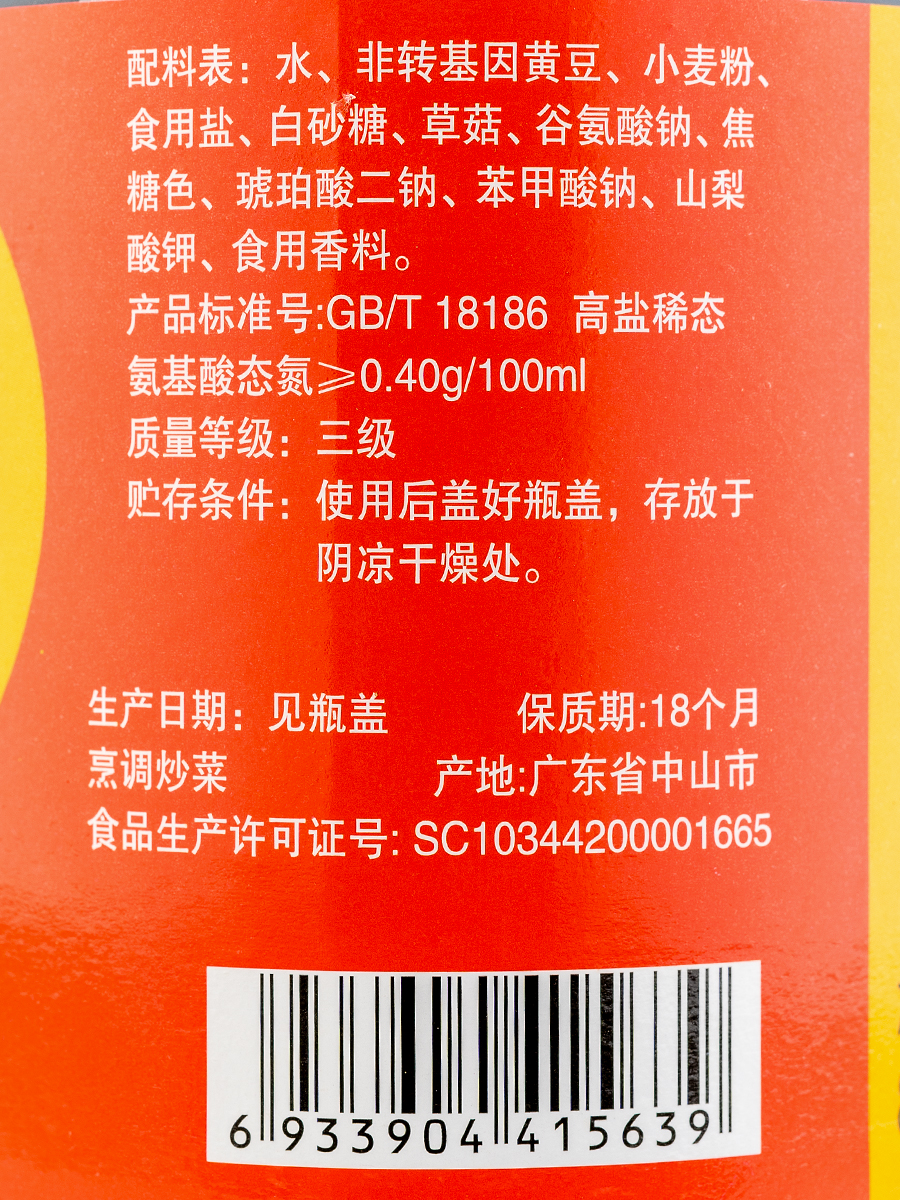 配料表：水、非转基因黄豆、小麦粉、
食用盐、白砂糖、草菇、谷氨酸钠、焦
糖色、琥珀酸二钠、苯甲酸钠、山梨
酸钾、食用香料。
产品标准号:GB/T 18186 高盐稀态
氨基酸态氮⩾0.40g/100ml
质量等级：三级
贮存条件：使用后盖好瓶盖，存放于
阴凉干燥处。
生产日期：见瓶盖 保质期:18个月
烹调炒菜 产地:广东省中山市
食品生产许可证号: SC10344200001665
6 933904 415639